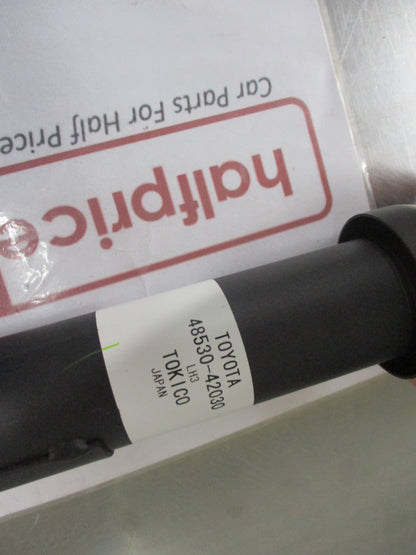 Car Parts For Half Price
halfprice
TOYOTA
48530-42030
LH3
TOKICO
JAPAN